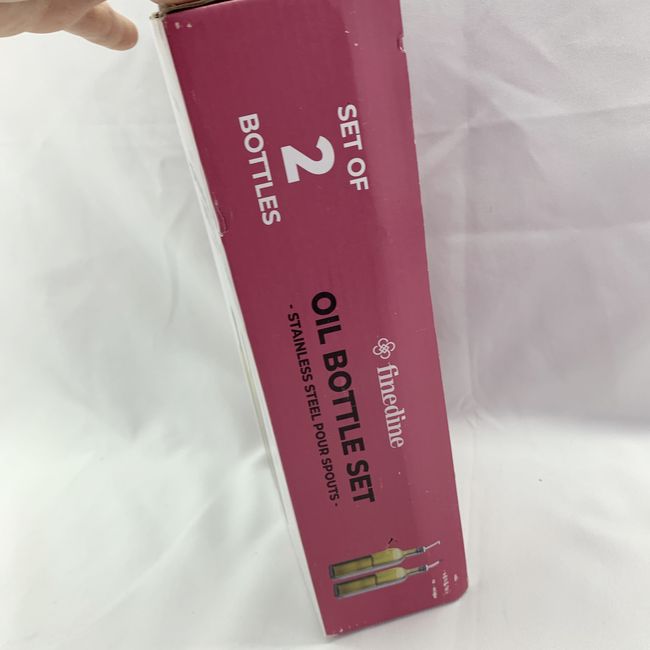 SET OF
2
BOTTLES
finedine
OIL BOTTLE SET
- STAINLESS STEEL POUR SPOUTS -